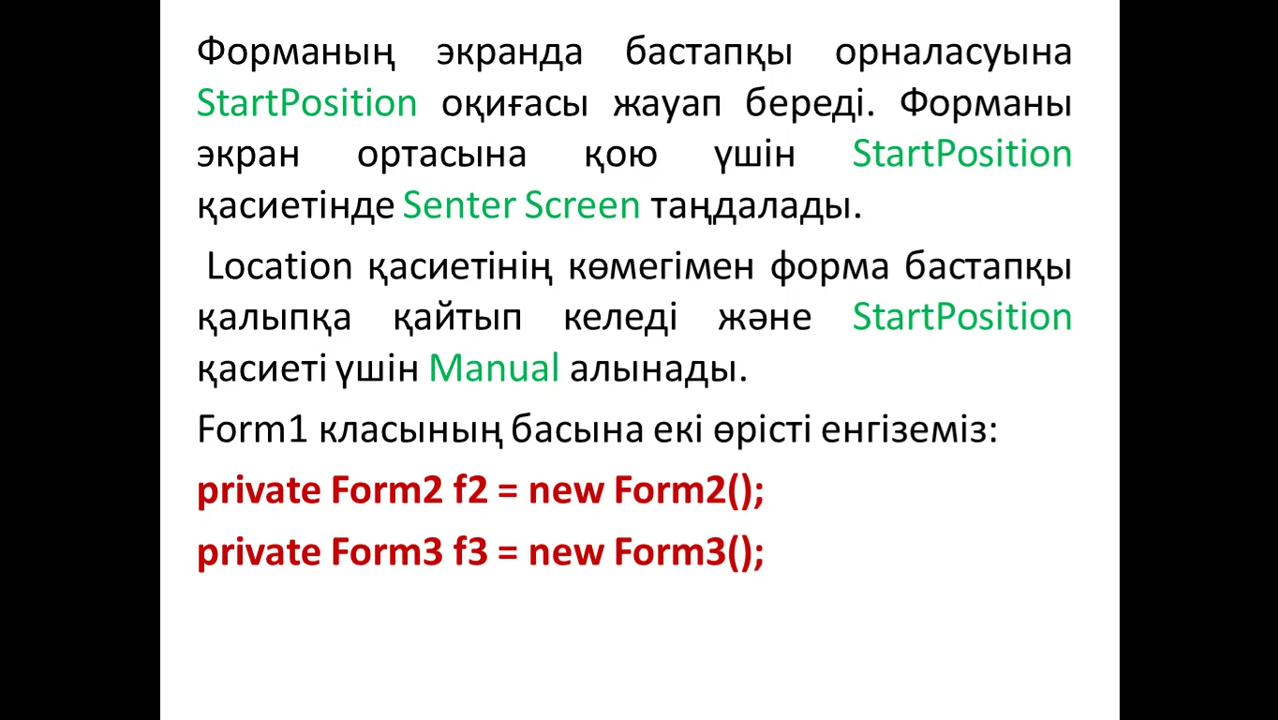 Форманың экранда бастапқы орналасуына
StartPosition оқиғасы жауап береді. Форманы
экран ортасына қою үшін StartPosition
қасиетінде Senter Screen таңдалады.
Location қасиетінің көмегімен форма бастапқы
қалыпқа қайтып келеді және StartPosition
қасиеті үшін Manual алынады.
Form1 класының басына екі өрісті енгіземіз:
private Form2 f2 = new Form2();
private Form3 f3 = new Form3();